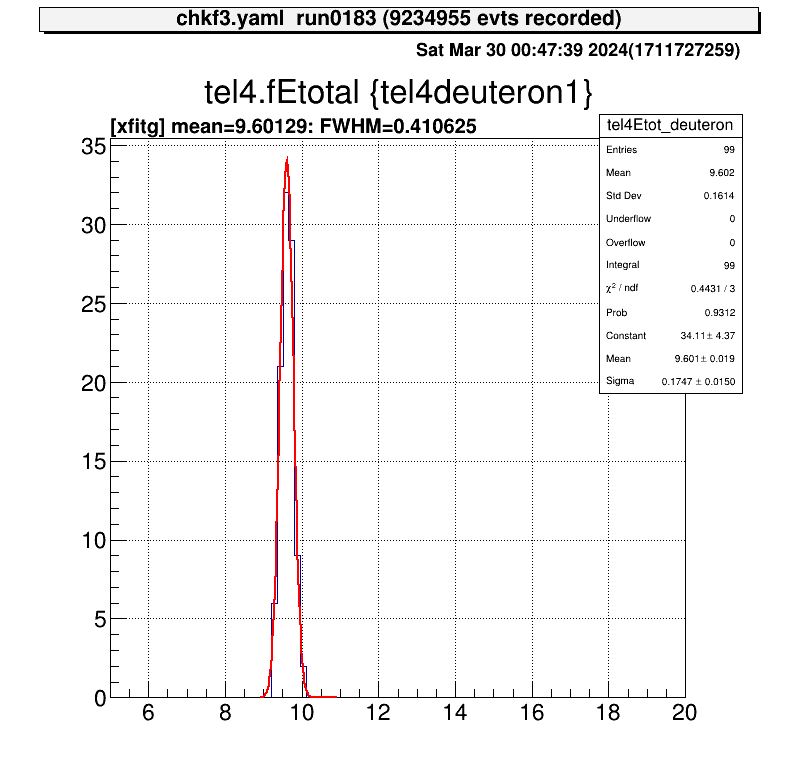 chkf3.yaml run0183 (9234955 evts recorded)
Sat Mar 30 00:47:39 2024(1711727259)
tel4.fEtotal {tel4deuteron1}
[xfitg] mean=9.60129: FWHM=0.410625
tel4Etot_deuteron
Entries 99
Mean 9.602
Std Dev 0.1614
Underflow 0
Overflow 0
Integral 99
χ² / ndf 0.4431 / 3
Prob 0.9312
Constant 34.11 ± 4.37
Mean 9.601 ± 0.019
Sigma 0.1747 ± 0.0150
35
30
25
20
15
10
5
0
6 8 10 12 14 16 18 20